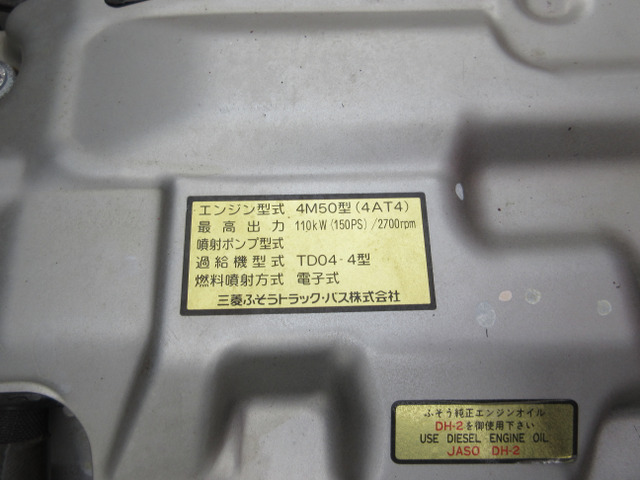 エンジン型式 4M50型(4AT4)
最高出力 110kW(150PS)/2700rpm
噴射ポンプ型式
過給機型式 TD04-4型
燃料噴射方式 電子式
三菱ふそうトラック・バス株式会社
ふそう純正エンジンオイル
DH-2を御使用下さい
USE DIESEL ENGINE OIL
JASO DH-2